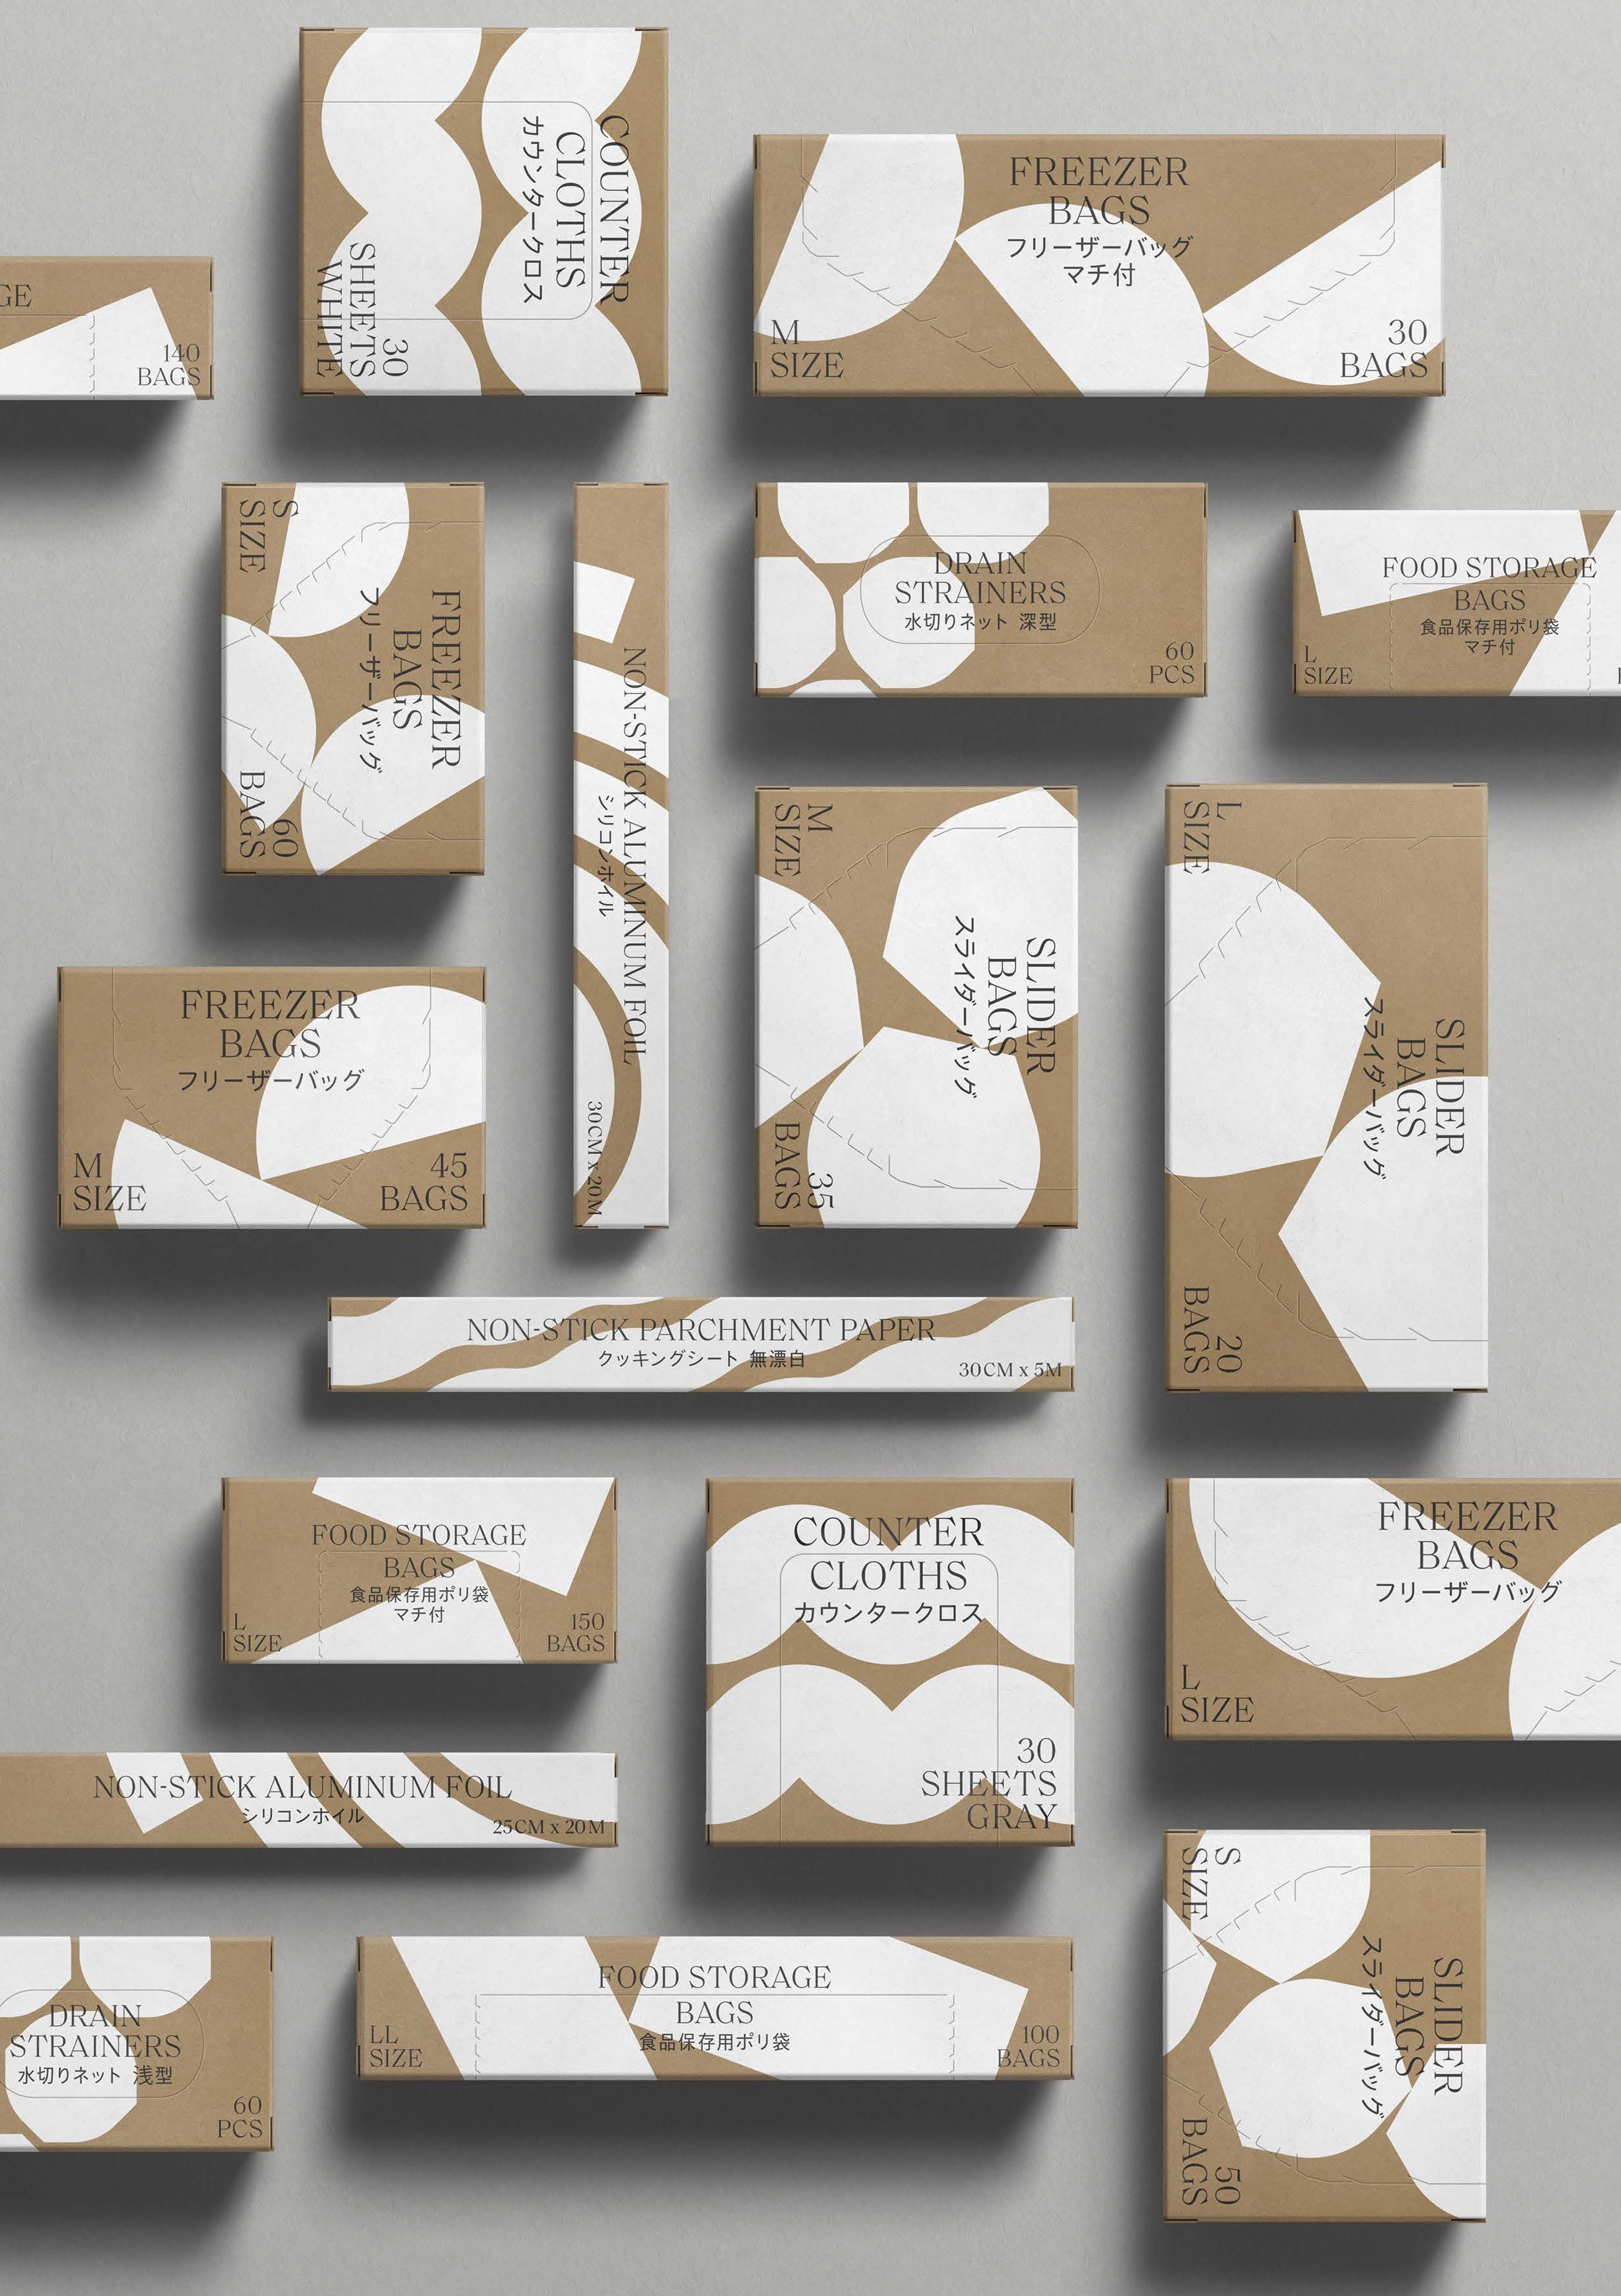 COUNTER
CLOTHS
カウンタークロス
30
SHEETS
WHITE
FREEZER
BAGS
フリーザーバッグ
マチ付
M
SIZE
30
BAGS
GE
140
BAGS
S
SIZE
FREEZER
BAGS
フリーザーバッグ
60
BAGS
NON-STICK ALUMINUM FOIL
シリコンホイル
30CM x 20M
DRAIN
STRAINERS
水切りネット 深型
60
PCS
FOOD STORAGE
BAGS
食品保存用ポリ袋
マチ付
L
SIZE
M
SIZE
SLIDER
BAGS
スライダーバッグ
35
BAGS
L
SIZE
SLIDER
BAGS
スライダーバッグ
20
BAGS
FREEZER
BAGS
フリーザーバッグ
M
SIZE
45
BAGS
NON-STICK PARCHMENT PAPER
クッキングシート 無漂白
30CM x 5M
FOOD STORAGE
BAGS
食品保存用ポリ袋
マチ付
L
SIZE
150
BAGS
COUNTER
CLOTHS
カウンタークロス
30
SHEETS
GRAY
FREEZER
BAGS
フリーザーバッグ
L
SIZE
NON-STICK ALUMINUM FOIL
シリコンホイル
25CM x 20M
S
SIZE
SLIDER
BAGS
スライダーバッグ
50
BAGS
DRAIN
STRAINERS
水切りネット 浅型
60
PCS
FOOD STORAGE
BAGS
食品保存用ポリ袋
LL
SIZE
100
BAGS